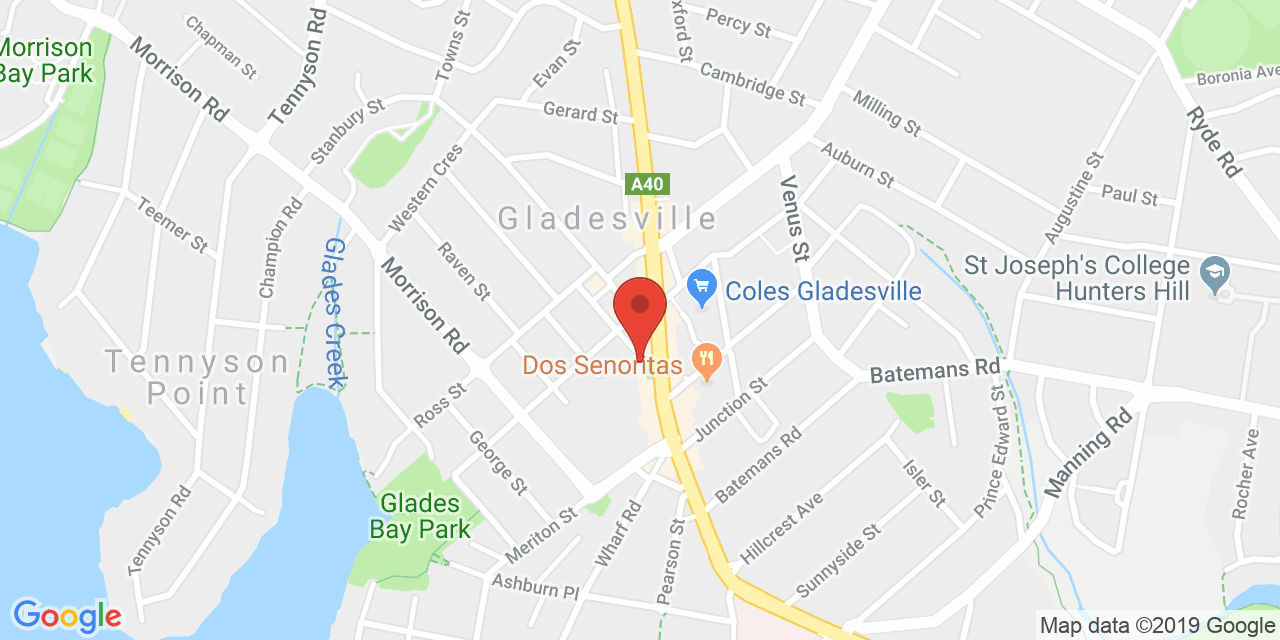 Morrison
Bay Park
Chapman St
Morrison Rd
Tennyson Rd
Towns St
Evan St
Percy St
Cambridge St
Boronia Ave
Stanbury St
Gerard St
Milling St
Ryde Rd
A40
Auburn St
Augustine St
Paul St
Western Cres
Teemer St
Champion Rd
Gladesville
Venus St
Glades Creek
Raven St
Morrison Rd
Coles Gladesville
St Joseph's College
Hunters Hill
Tennyson
Point
Dos Senoritas
Batemans Rd
Ross St
Junction St
George St
Batemans Rd
Isler St
Prince Edward St
Manning Rd
Rocher Ave
Glades
Bay Park
Tennyson Rd
Meriton St
Wharf Rd
Pearson St
Hillcrest Ave
Sunnyside St
Ashburn Pl
Google
Map data ©2019 Google